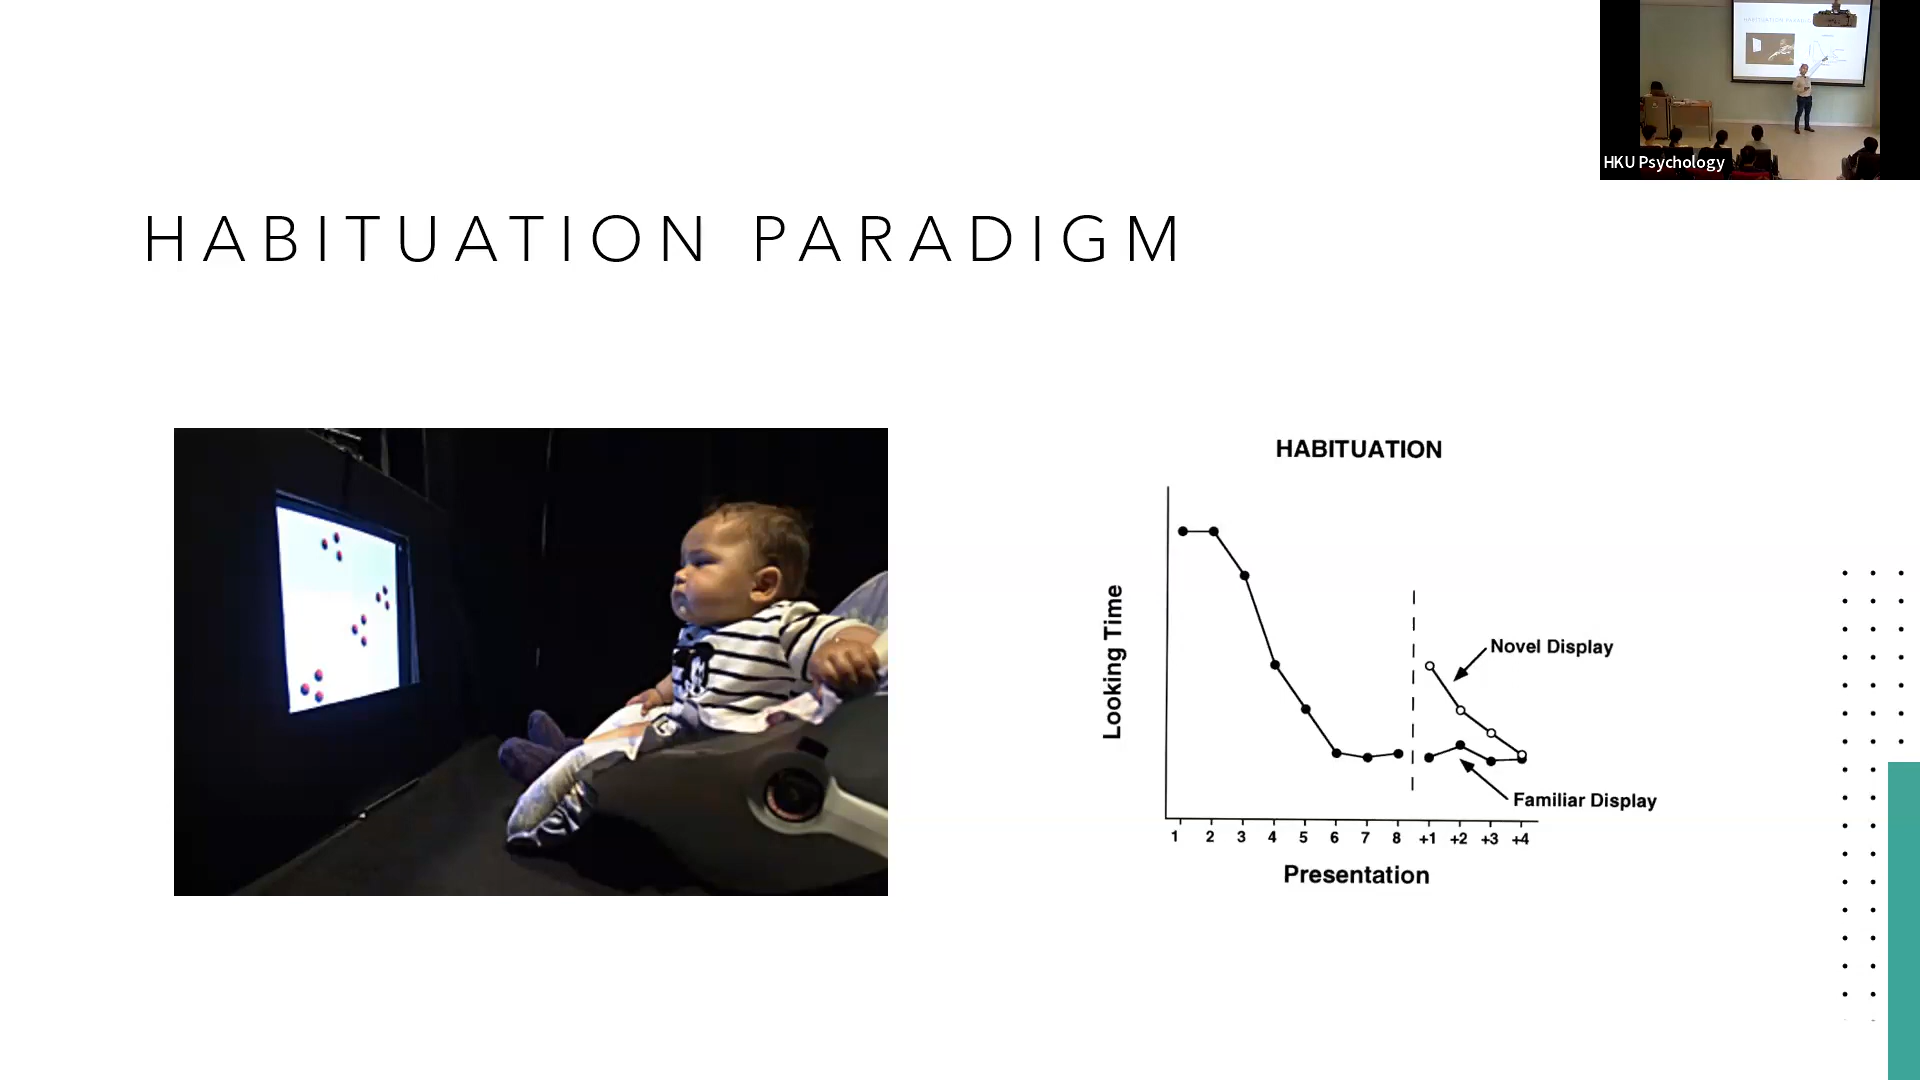 HKU Psychology
HABITUATION PARADIGM
HABITUATION
Looking Time
Novel Display
Familiar Display
1 2 3 4 5 6 7 8 +1 +2 +3 +4
Presentation